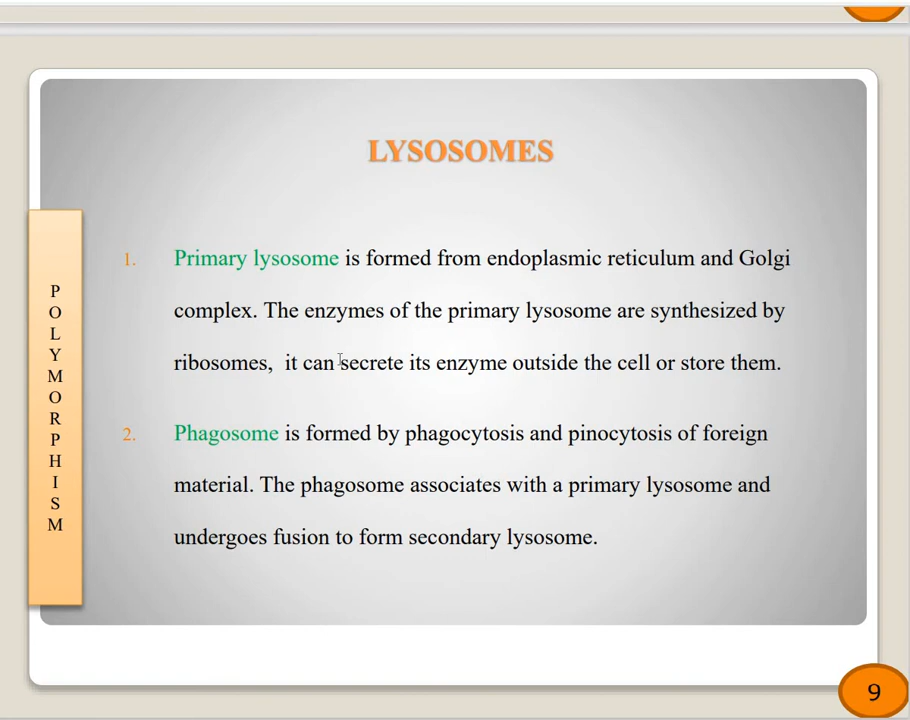 LYSOSOMES
1. Primary lysosome is formed from endoplasmic reticulum and Golgi
complex. The enzymes of the primary lysosome are synthesized by
ribosomes, it can secrete its enzyme outside the cell or store them.
2. Phagosome is formed by phagocytosis and pinocytosis of foreign
material. The phagosome associates with a primary lysosome and
undergoes fusion to form secondary lysosome.
P
O
L
Y
M
O
R
P
H
I
S
M
9